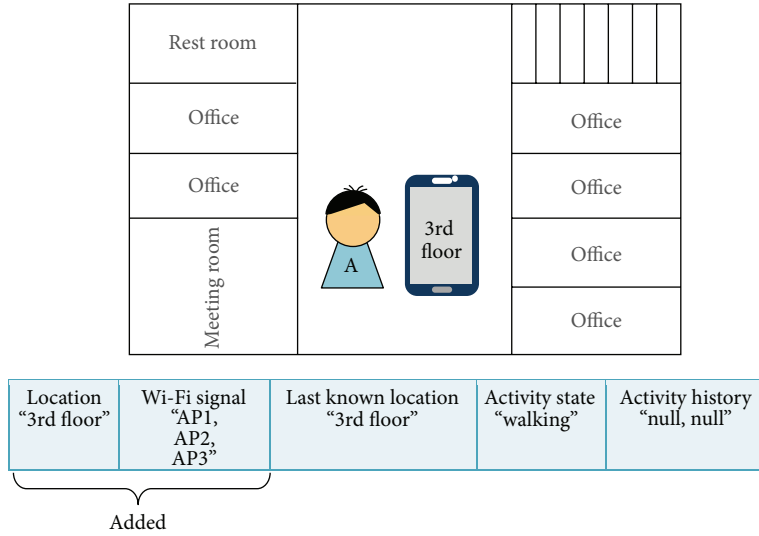 Rest room
Office
Office
Office
Office
Meeting room
Office
Office
A
3rd
floor
Location
"3rd floor"
Wi-Fi signal
"AP1,
AP2,
AP3"
Last known location
"3rd floor"
Activity state
"walking"
Activity history
"null, null"
Added